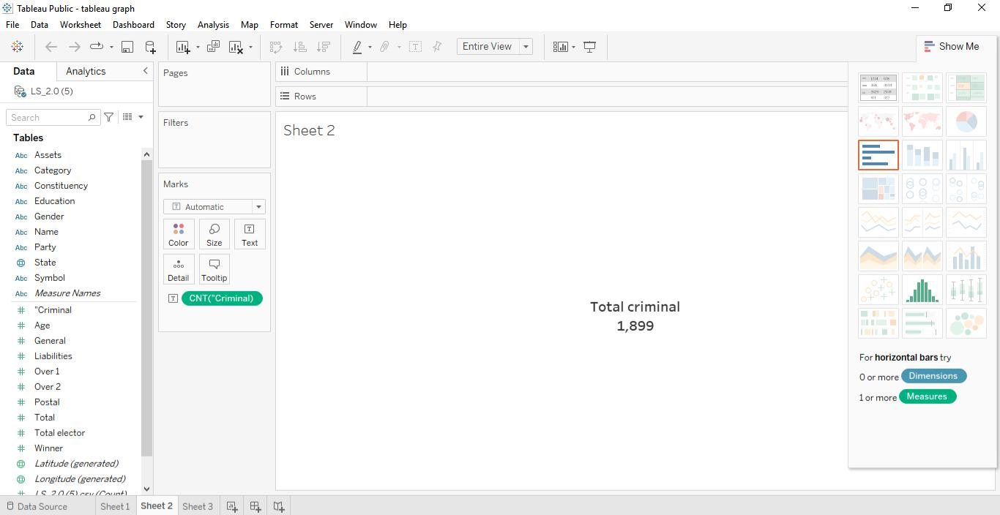 Tableau Public - tableau graph
File Data Worksheet Dashboard Story Analysis Map Format Server Window Help
Entire View
Show Me
Data Analytics
LS_2.0 (5)
Search
Tables
Abc Assets
Abc Category
Abc Constituency
Abc Education
Abc Gender
Abc Name
Abc Party
State
Abc Symbol
Abc Measure Names
"Criminal
Age
General
Liabilities
Over 1
Over 2
Postal
Total
Total elector
Winner
Latitude (generated)
Longitude (generated)
LS_2.0 (5).csv (Count)
Pages
Filters
Marks
Automatic
Color Size Text
Detail Tooltip
CNT("Criminal)
Columns
Rows
Sheet 2
Total criminal
1,899
For horizontal bars try
0 or more Dimensions
1 or more Measures
Data Source Sheet 1 Sheet 2 Sheet 3